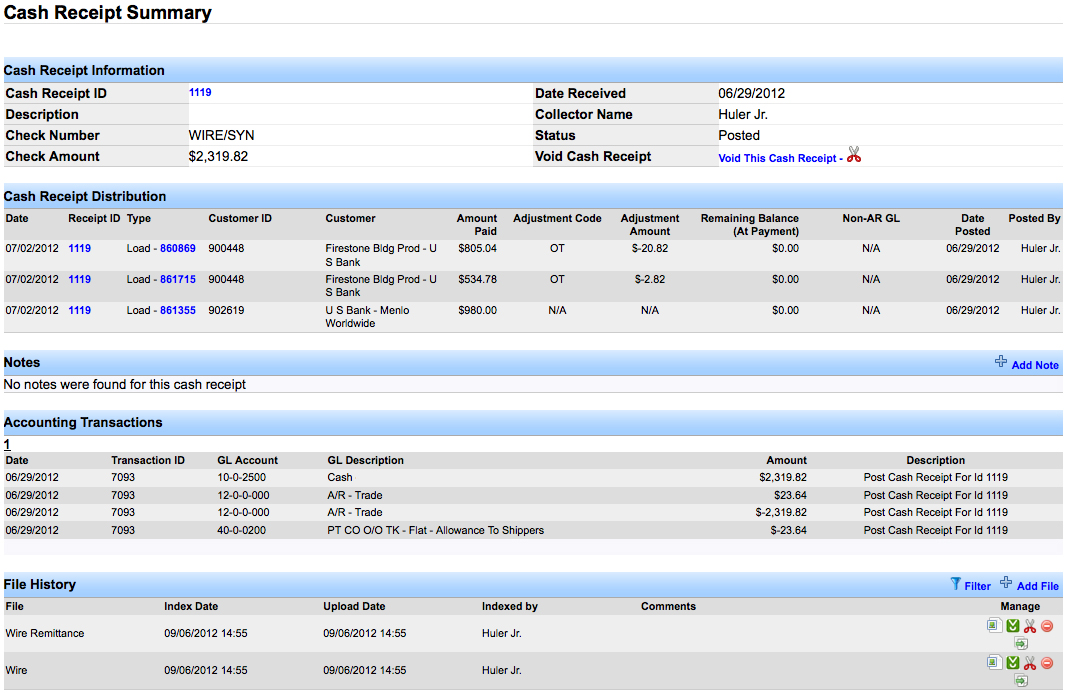 Cash Receipt Summary
Cash Receipt Information
Cash Receipt ID 1119 Date Received 06/29/2012
Description Collector Name Huler Jr.
Check Number WIRE/SYN Status Posted
Check Amount $2,319.82 Void Cash Receipt Void This Cash Receipt -
Cash Receipt Distribution
Date Receipt ID Type Customer ID Customer Amount Adjustment Code Adjustment Remaining Balance Non-AR GL Date Posted By
Paid Amount (At Payment) Posted
07/02/2012 1119 Load - 860869 900448 Firestone Bldg Prod - U $805.04 OT $-20.82 $0.00 N/A 06/29/2012 Huler Jr.
S Bank
07/02/2012 1119 Load - 861715 900448 Firestone Bldg Prod - U $534.78 OT $-2.82 $0.00 N/A 06/29/2012 Huler Jr.
S Bank
07/02/2012 1119 Load - 861355 902619 U S Bank - Menlo $980.00 N/A N/A $0.00 N/A 06/29/2012 Huler Jr.
Worldwide
Notes Add Note
No notes were found for this cash receipt
Accounting Transactions
1
Date Transaction ID GL Account GL Description Amount Description
06/29/2012 7093 10-0-2500 Cash $2,319.82 Post Cash Receipt For Id 1119
06/29/2012 7093 12-0-0-000 A/R - Trade $23.64 Post Cash Receipt For Id 1119
06/29/2012 7093 12-0-0-000 A/R - Trade $-2,319.82 Post Cash Receipt For Id 1119
06/29/2012 7093 40-0-0200 PT CO O/O TK - Flat - Allowance To Shippers $-23.64 Post Cash Receipt For Id 1119
File History Filter Add File
File Index Date Upload Date Indexed by Comments Manage
Wire Remittance 09/06/2012 14:55 09/06/2012 14:55 Huler Jr.
Wire 09/06/2012 14:55 09/06/2012 14:55 Huler Jr.